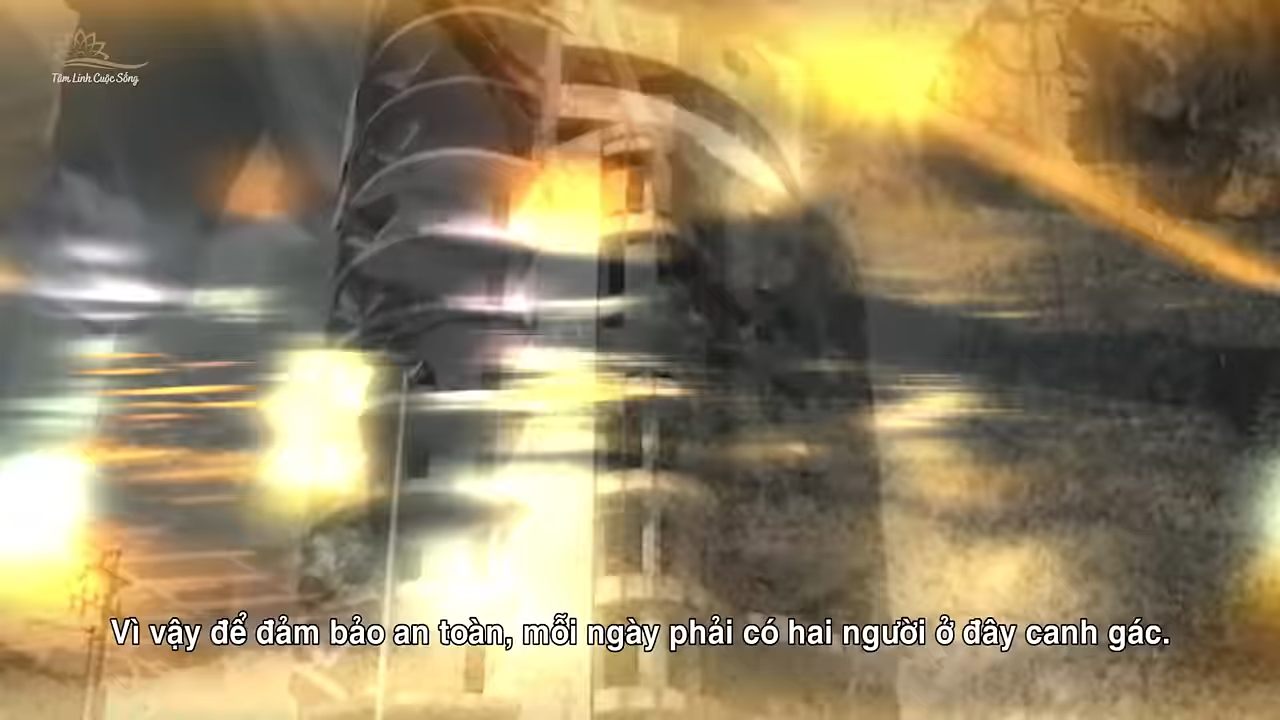 Tâm Linh Cuộc Sống
Vì vậy để đảm bảo an toàn, mỗi ngày phải có hai người ở đây canh gác.